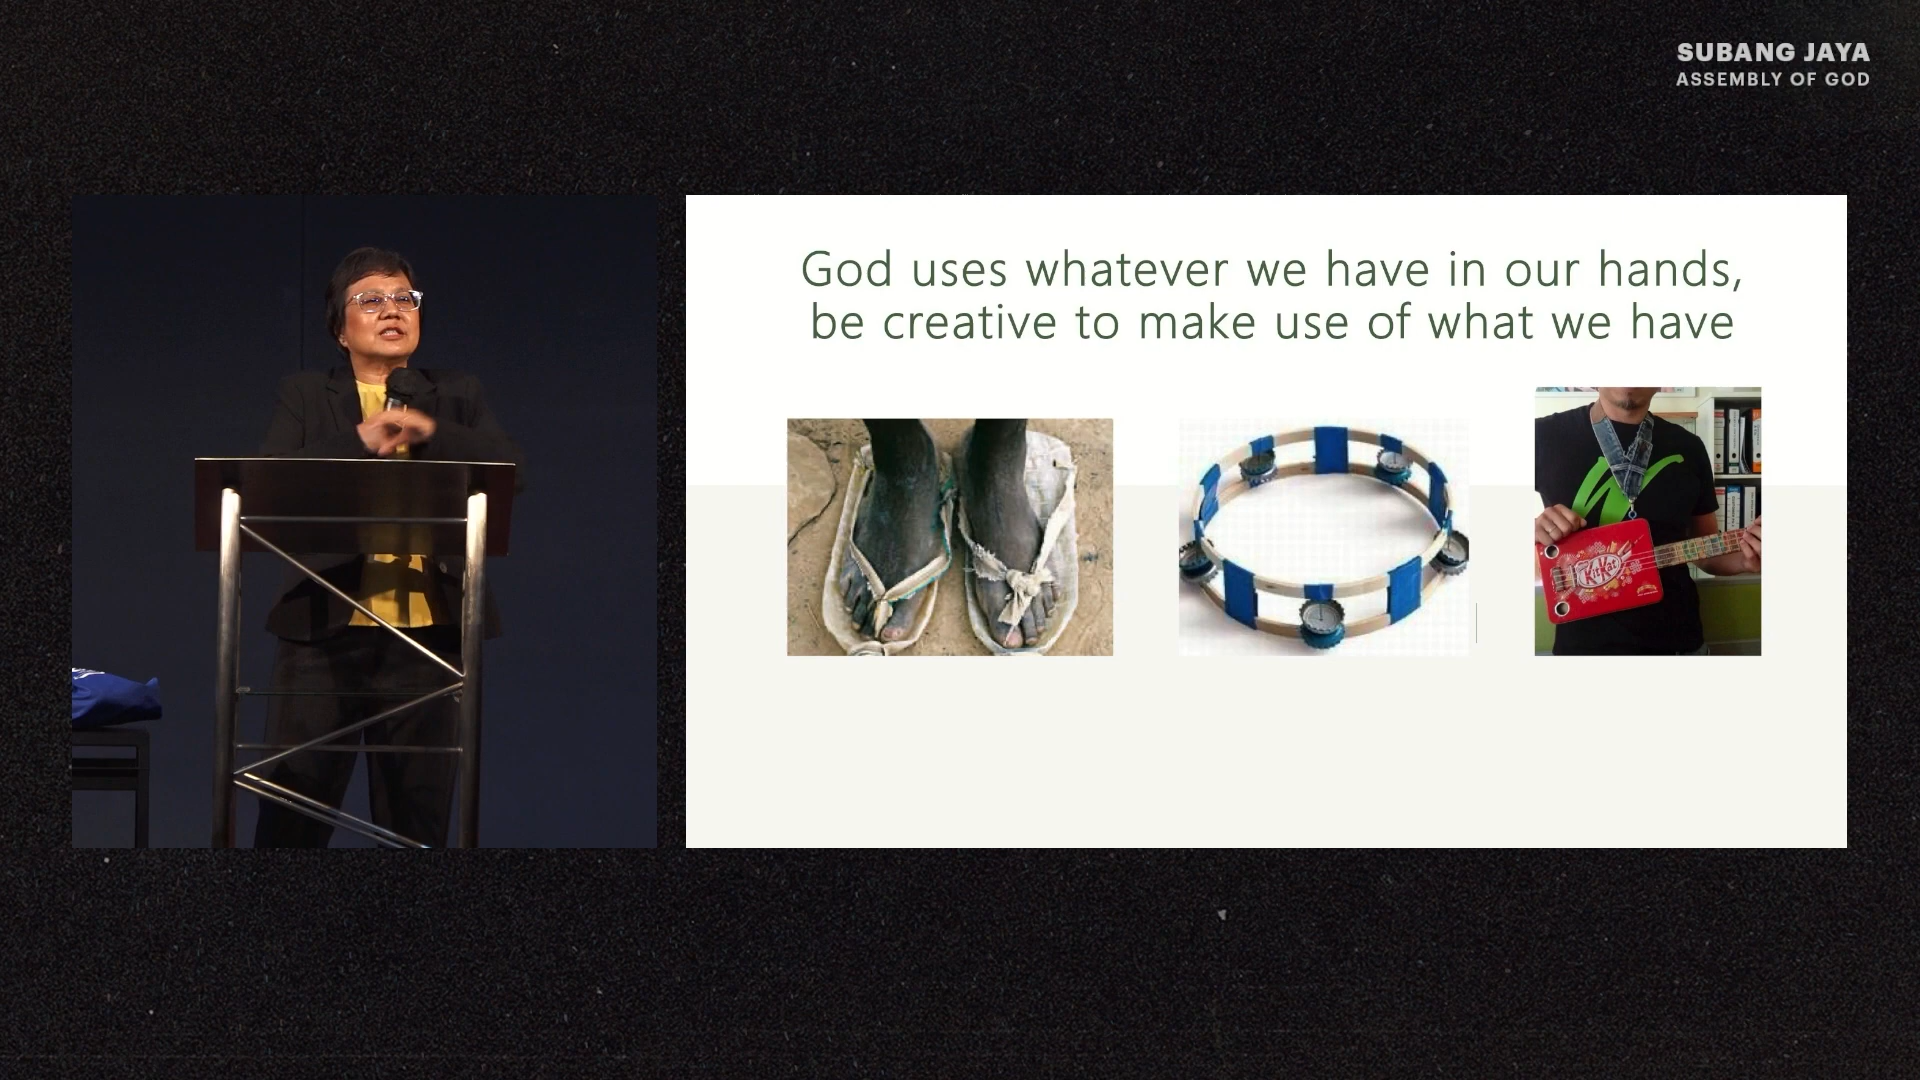 SUBANG JAYA
ASSEMBLY OF GOD
God uses whatever we have in our hands,
be creative to make use of what we have
KitKat